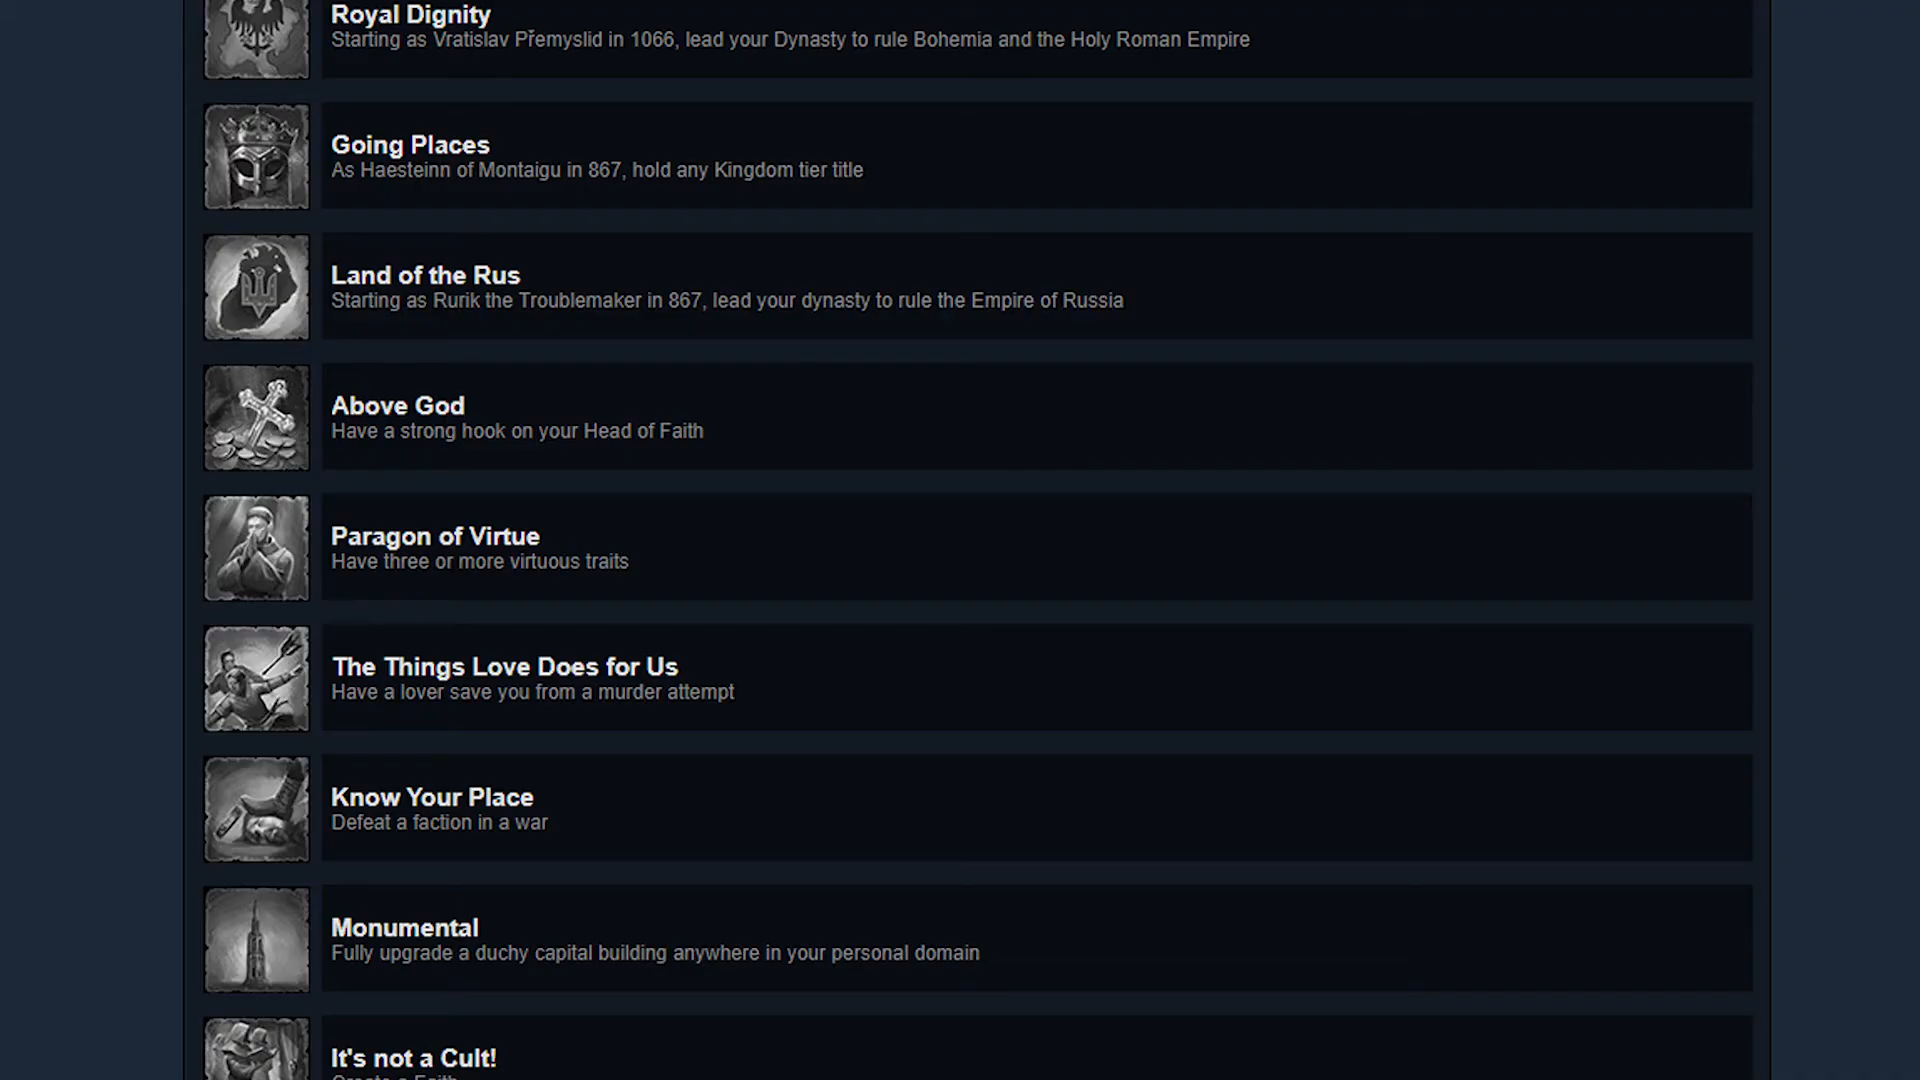 Royal Dignity
Starting as Vratislav Přemyslid in 1066, lead your Dynasty to rule Bohemia and the Holy Roman Empire
Going Places
As Haesteinn of Montaigu in 867, hold any Kingdom tier title
Land of the Rus
Starting as Rurik the Troublemaker in 867, lead your dynasty to rule the Empire of Russia
Above God
Have a strong hook on your Head of Faith
Paragon of Virtue
Have three or more virtuous traits
The Things Love Does for Us
Have a lover save you from a murder attempt
Know Your Place
Defeat a faction in a war
Monumental
Fully upgrade a duchy capital building anywhere in your personal domain
It's not a Cult!
Create a Faith